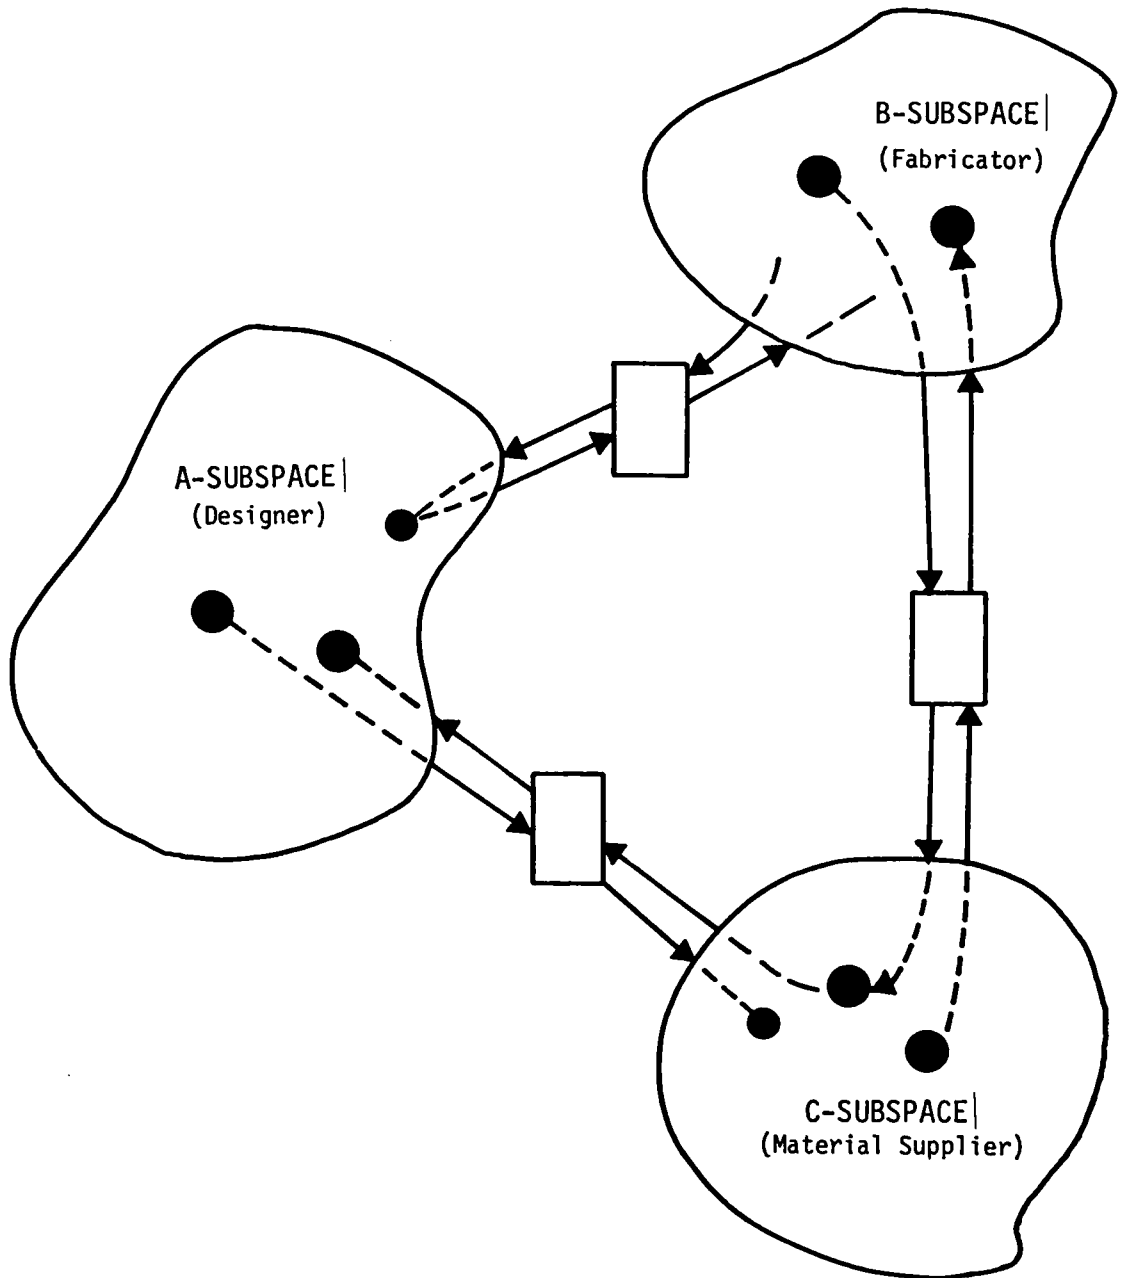 B-SUBSPACE|
(Fabricator)
A-SUBSPACE|
(Designer)
C-SUBSPACE|
(Material Supplier)